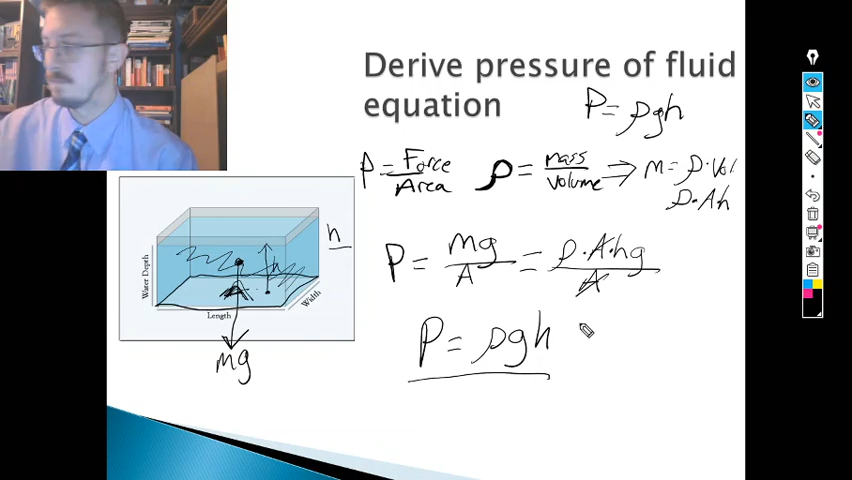 Derive pressure of fluid
equation
P = ρgh
P = Force / Area
ρ = mass / volume ⇒ m = ρ·Vol
ρ·Ah
h
h
A
Water Depth
Length
Width
mg
P = mg / A = ρ·A·hg / A
P = ρgh